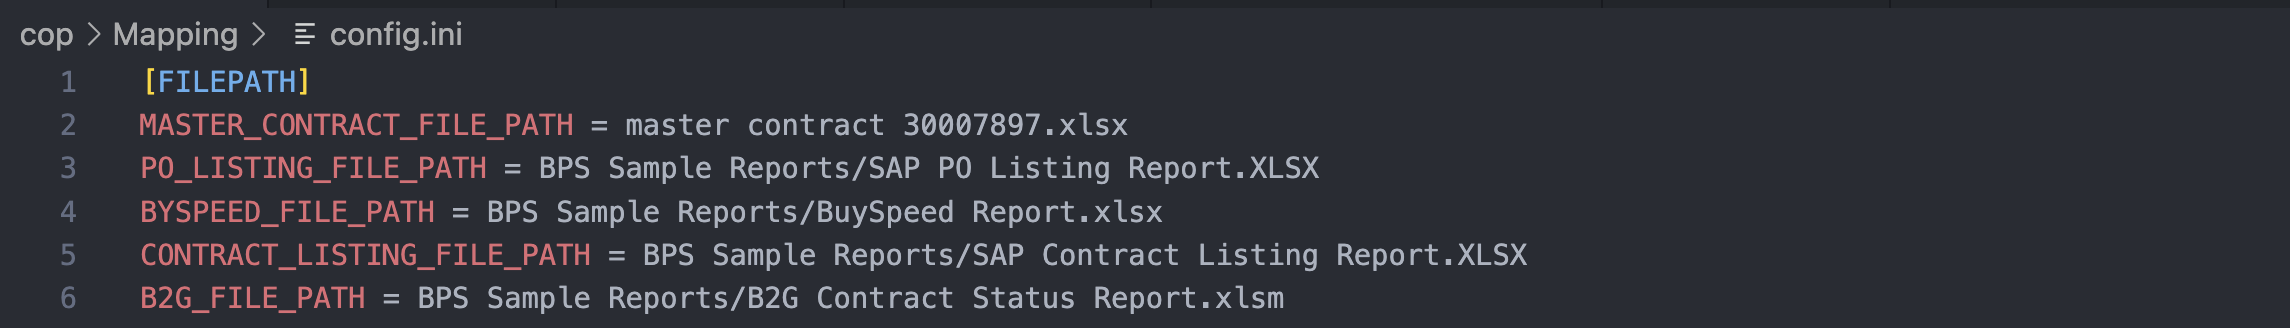 cop > Mapping > config.ini
1 [FILEPATH]
2 MASTER_CONTRACT_FILE_PATH = master contract 30007897.xlsx
3 PO_LISTING_FILE_PATH = BPS Sample Reports/SAP PO Listing Report.XLSX
4 BYSPEED_FILE_PATH = BPS Sample Reports/BuySpeed Report.xlsx
5 CONTRACT_LISTING_FILE_PATH = BPS Sample Reports/SAP Contract Listing Report.XLSX
6 B2G_FILE_PATH = BPS Sample Reports/B2G Contract Status Report.xlsm